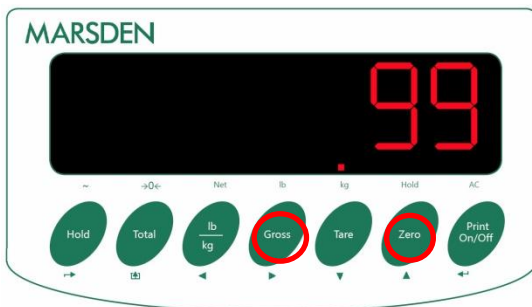 MARSDEN
99
~ →0← Net lb kg Hold AC
Hold Total lb/kg Gross Tare Zero Print On/Off